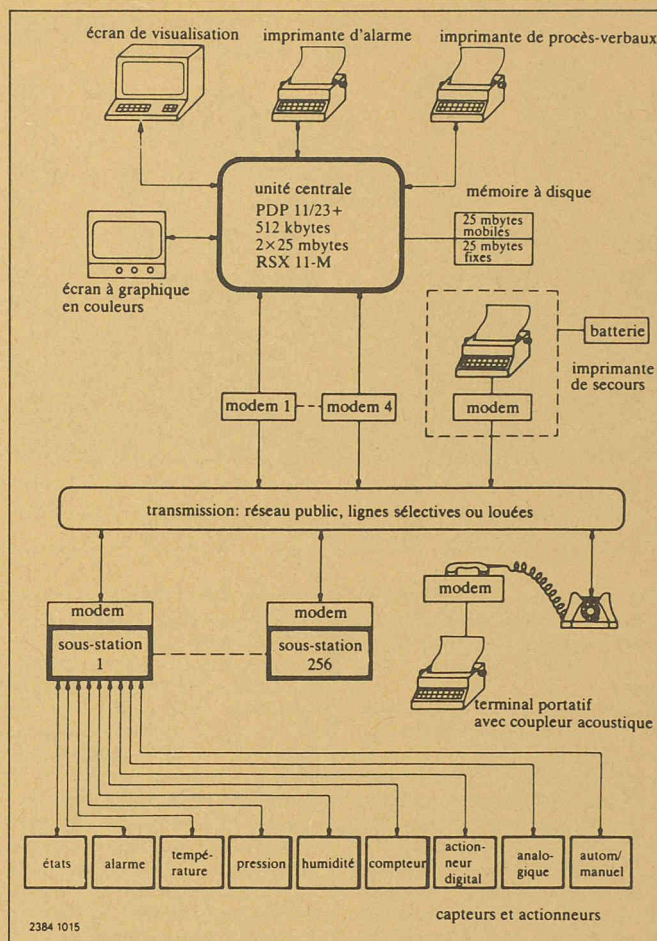 écran de visualisation
imprimante d'alarme
imprimante de procès-verbaux
unité centrale
PDP 11/23+
512 kbytes
2×25 mbytes
RSX 11-M
mémoire à disque
25 mbytes
mobiles
25 mbytes
fixes
écran à graphique
en couleurs
batterie
imprimante
de secours
modem 1
modem 4
modem
transmission: réseau public, lignes sélectives ou louées
modem
sous-station
1
modem
sous-station
256
modem
terminal portatif
avec coupleur acoustique
états
alarme
tempé-
rature
pression
humidité
compteur
action-
neur
digital
analo-
gique
autom/
manuel
capteurs et actionneurs
2384 1015